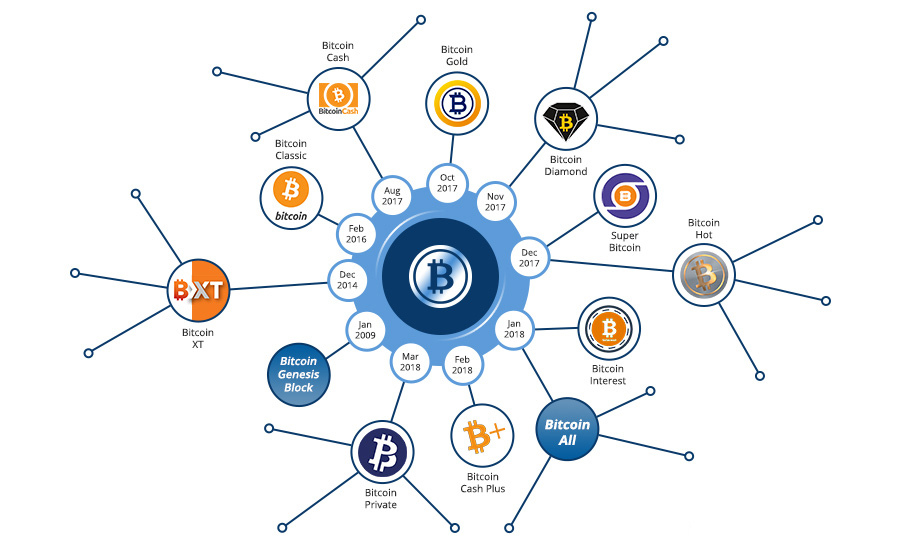 Bitcoin
Cash
BitcoinCash
Bitcoin
Gold
Bitcoin
Diamond
Bitcoin
Classic
bitcoin
Super
Bitcoin
Bitcoin
Hot
Aug
2017
Oct
2017
Nov
2017
Feb
2016
Dec
2017
Dec
2014
BXT
Bitcoin
XT
Jan
2009
Jan
2018
Bitcoin
Interest
Mar
2018
Feb
2018
Bitcoin
Genesis
Block
Bitcoin
All
Bitcoin
Cash Plus
Bitcoin
Private